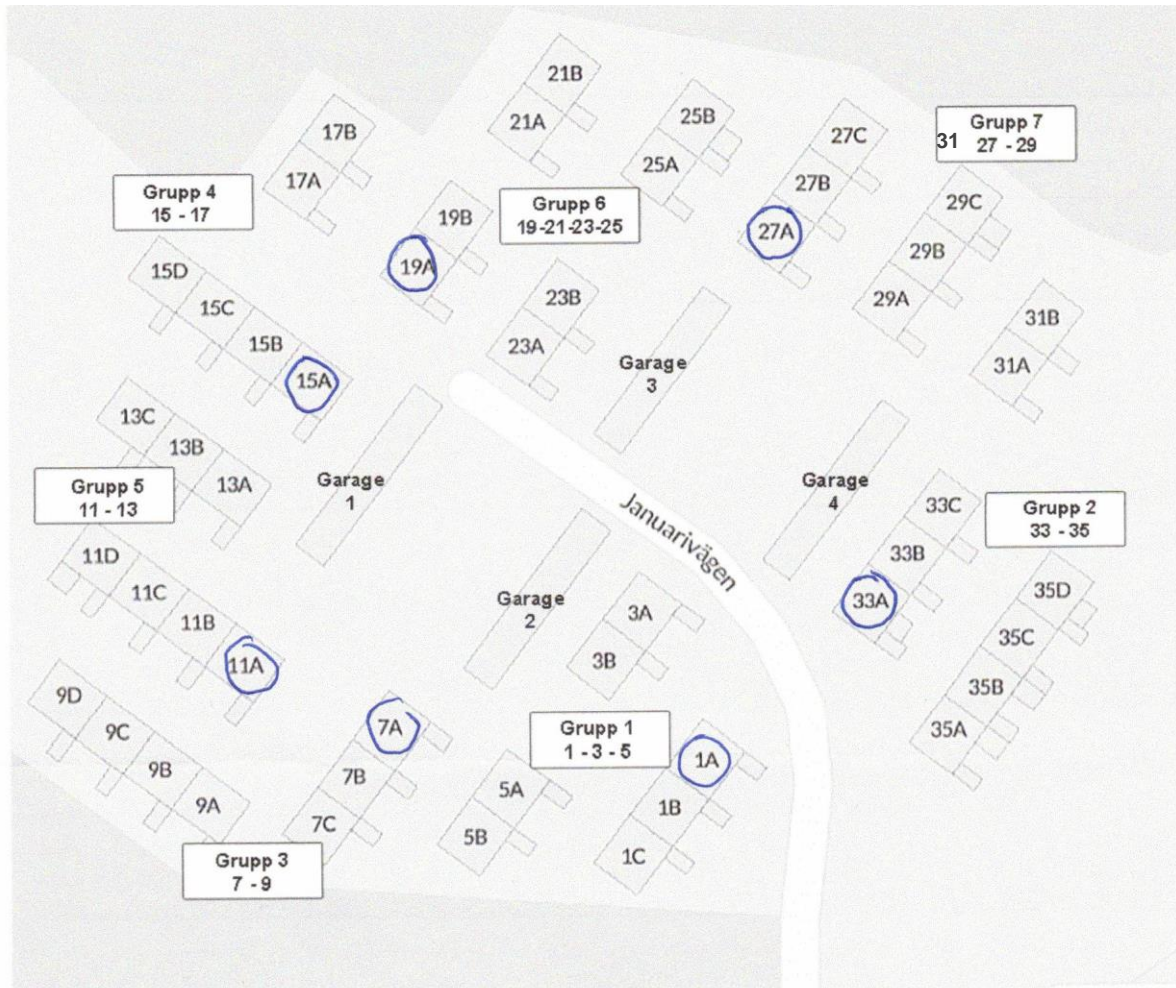 21B
21A
25B
25A
27C
27B
27A
31
Grupp 7
27 - 29
17B
17A
Grupp 4
15 - 17
19B
19A
Grupp 6
19-21-23-25
29C
29B
29A
15D
15C
15B
15A
23B
23A
Garage
3
31B
31A
13C
13B
13A
Grupp 5
11 - 13
Garage
1
Januarivägen
Garage
4
33C
33B
33A
Grupp 2
33 - 35
11D
11C
11B
11A
Garage
2
3A
3B
35D
35C
35B
35A
9D
9C
9B
9A
7A
7B
7C
Grupp 1
1 - 3 - 5
5A
5B
1A
1B
1C
Grupp 3
7 - 9